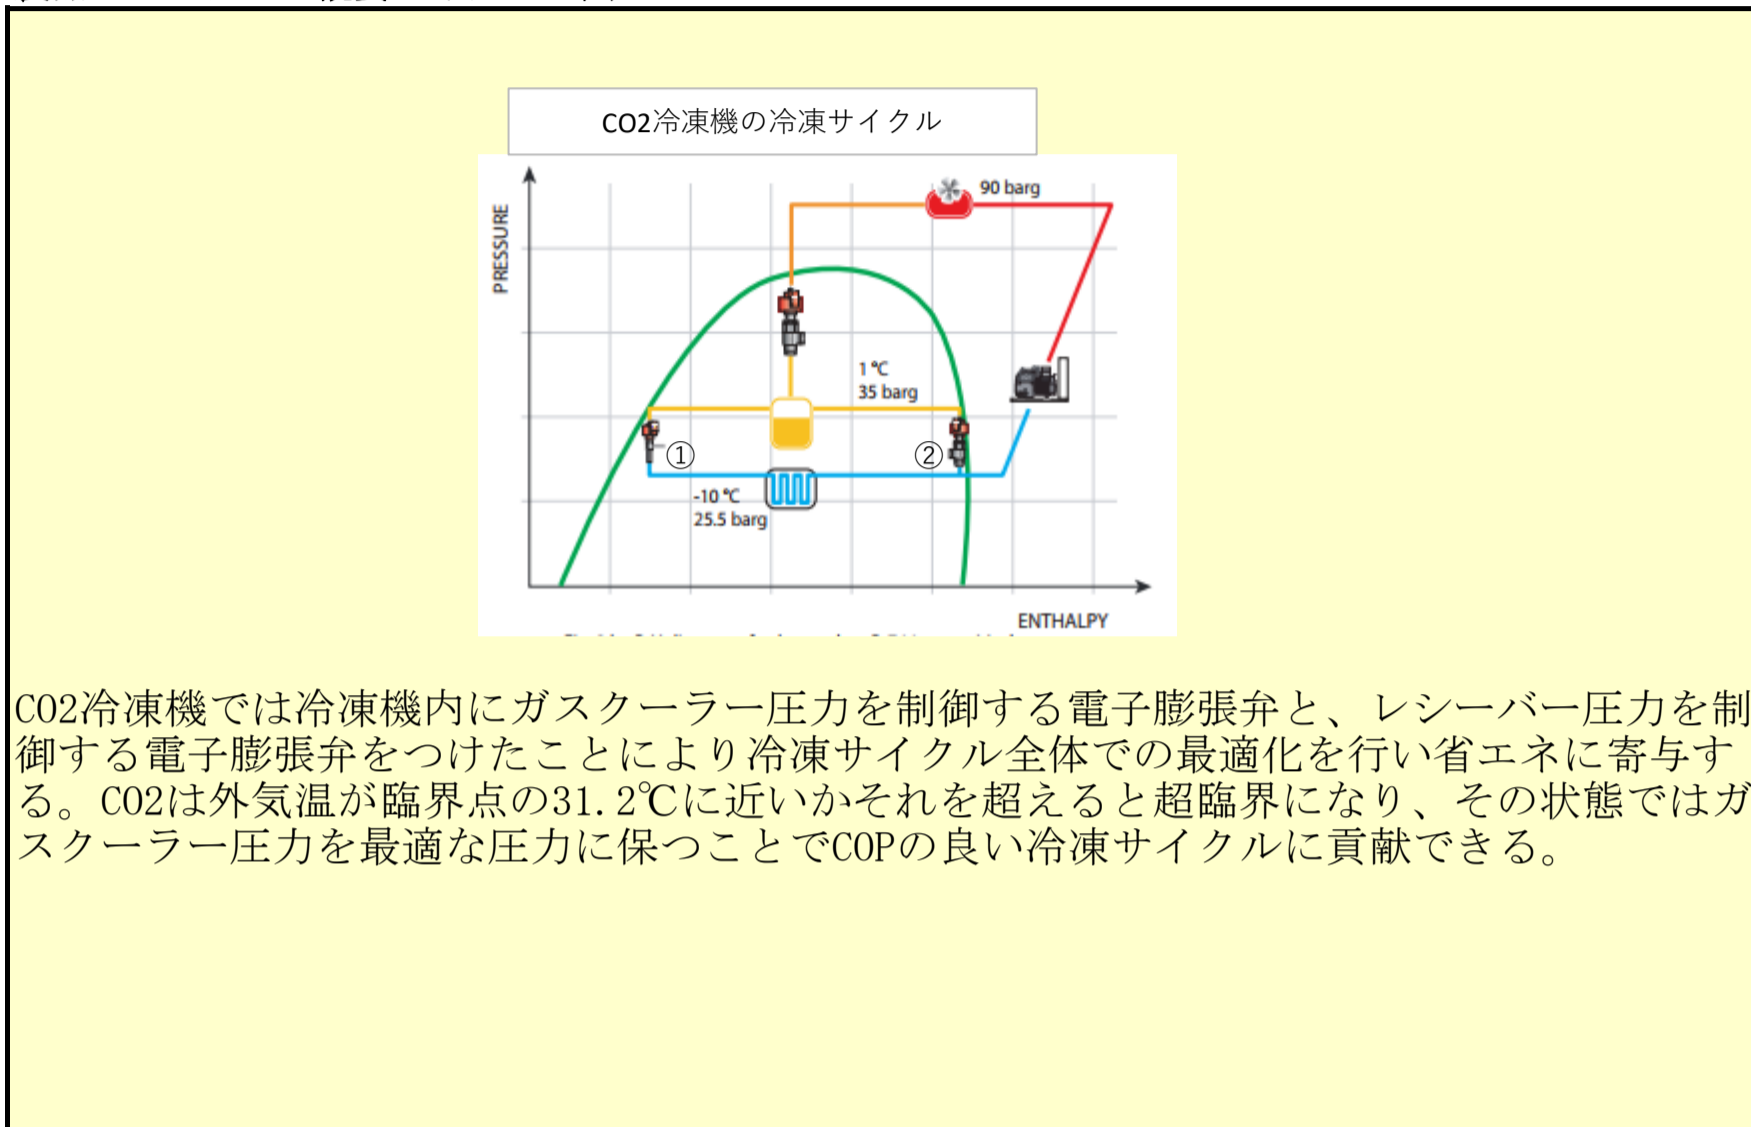 CO2冷凍機の冷凍サイクル
90 barg
PRESSURE
1 ℃
35 barg
①
②
-10 ℃
25.5 barg
ENTHALPY
CO2冷凍機では冷凍機内にガスクーラー圧力を制御する電子膨張弁と、レシーバー圧力を制
御する電子膨張弁をつけたことにより冷凍サイクル全体での最適化を行い省エネに寄与す
る。CO2は外気温が臨界点の31.2℃に近いかそれを超えると超臨界になり、その状態ではガ
スクーラー圧力を最適な圧力に保つことでCOPの良い冷凍サイクルに貢献できる。